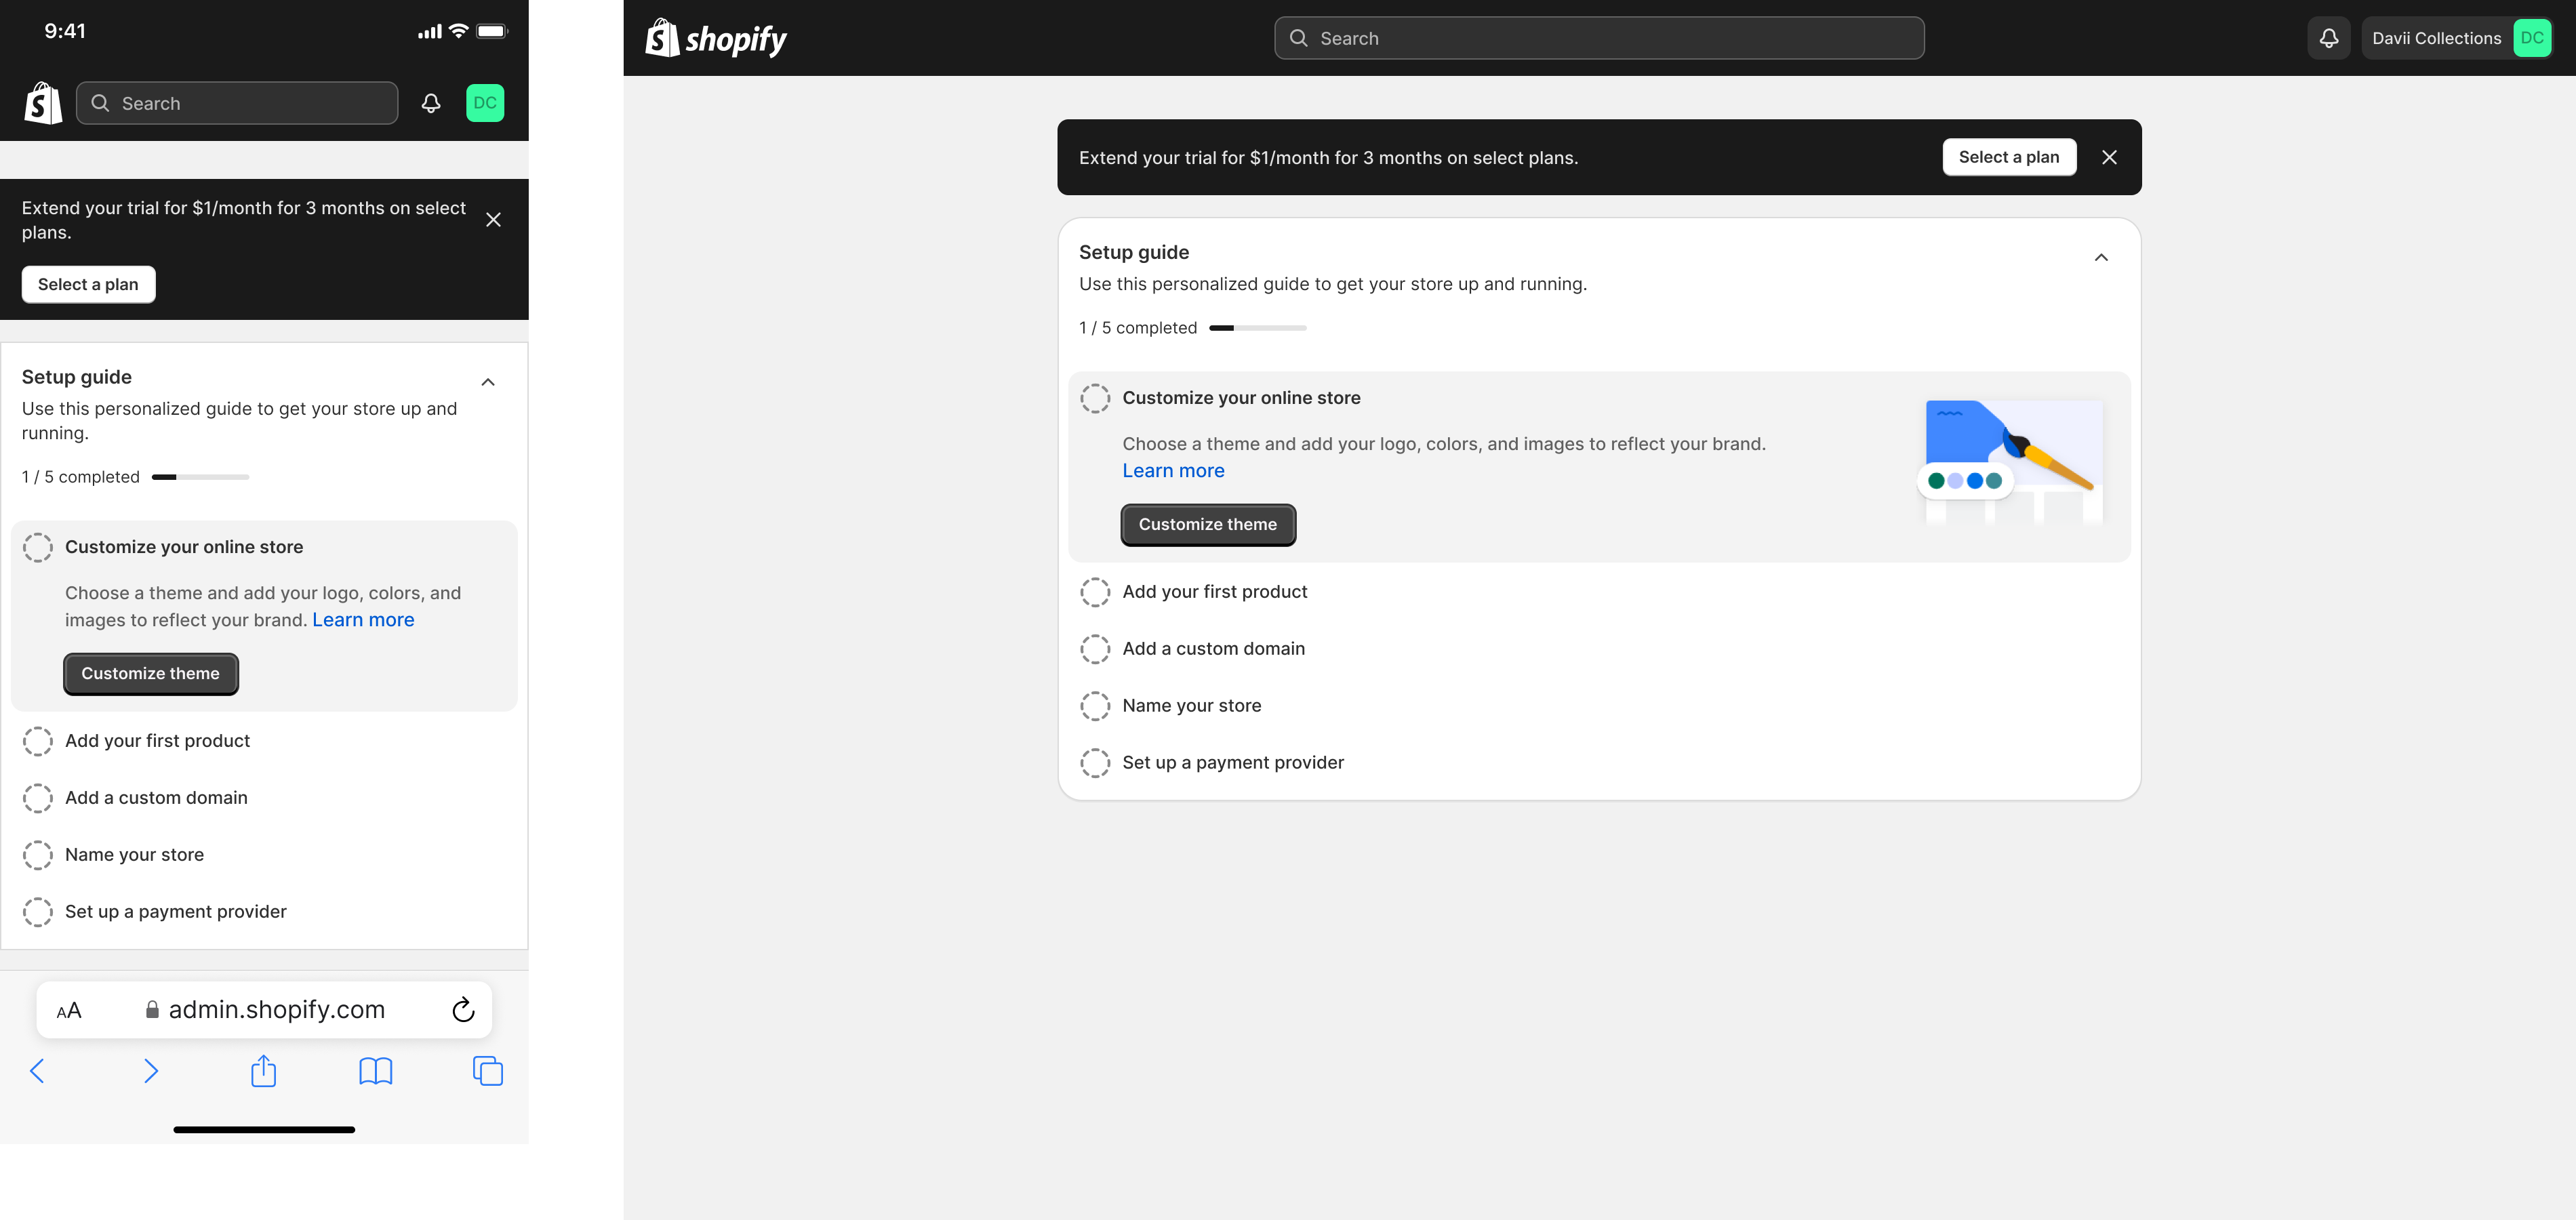 9:41
Search
DC
Extend your trial for $1/month for 3 months on select
plans.
Select a plan
Setup guide
Use this personalized guide to get your store up and
running.
1 / 5 completed
Customize your online store
Choose a theme and add your logo, colors, and
images to reflect your brand. Learn more
Customize theme
Add your first product
Add a custom domain
Name your store
Set up a payment provider
AA
admin.shopify.com
shopify
Search
Davii Collections
DC
Extend your trial for $1/month for 3 months on select plans.
Select a plan
Setup guide
Use this personalized guide to get your store up and running.
1 / 5 completed
Customize your online store
Choose a theme and add your logo, colors, and images to reflect your brand.
Learn more
Customize theme
Add your first product
Add a custom domain
Name your store
Set up a payment provider